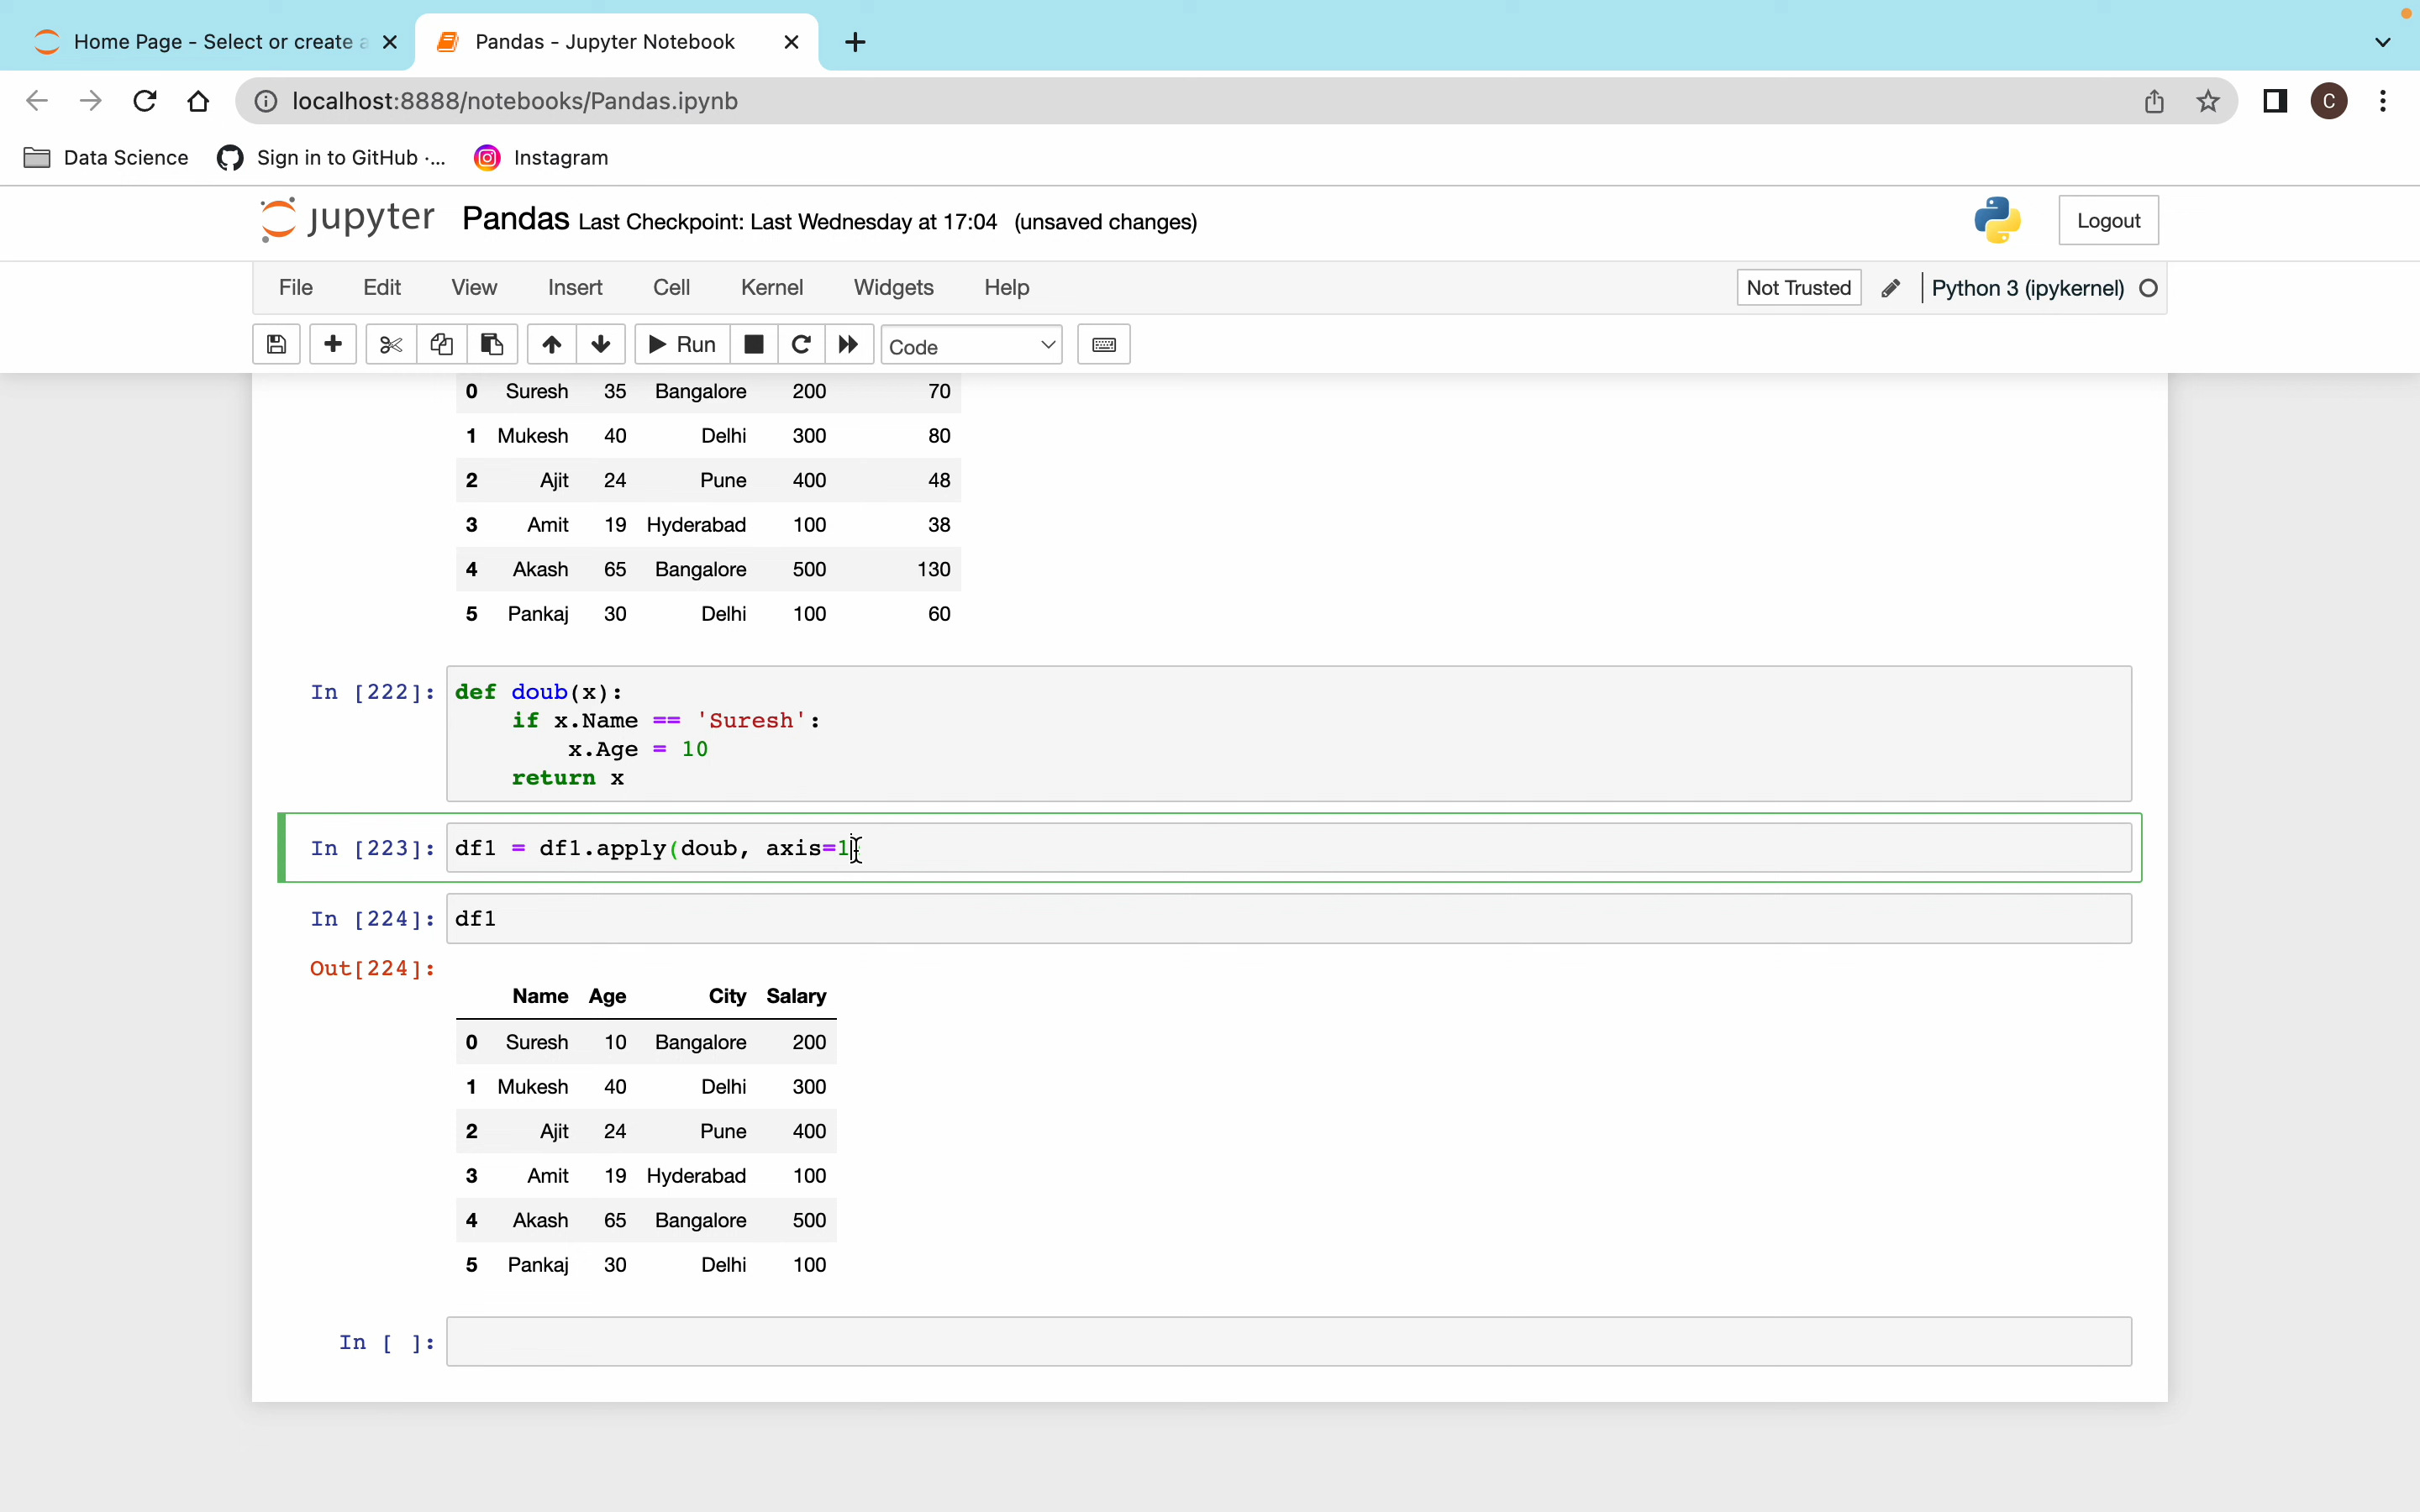 Home Page - Select or create a
Pandas - Jupyter Notebook
localhost:8888/notebooks/Pandas.ipynb
C
Data Science
Sign in to GitHub ·...
Instagram
jupyter Pandas Last Checkpoint: Last Wednesday at 17:04 (unsaved changes)
Logout
File Edit View Insert Cell Kernel Widgets Help
Not Trusted
Python 3 (ipykernel)
Run
Code
0 Suresh 35 Bangalore 200 70
1 Mukesh 40 Delhi 300 80
2 Ajit 24 Pune 400 48
3 Amit 19 Hyderabad 100 38
4 Akash 65 Bangalore 500 130
5 Pankaj 30 Delhi 100 60
In [222]: def doub(x):
if x.Name == 'Suresh':
x.Age = 10
return x
In [223]: df1 = df1.apply(doub, axis=1
In [224]: df1
Out[224]:
Name Age City Salary
0 Suresh 10 Bangalore 200
1 Mukesh 40 Delhi 300
2 Ajit 24 Pune 400
3 Amit 19 Hyderabad 100
4 Akash 65 Bangalore 500
5 Pankaj 30 Delhi 100
In [ ]: